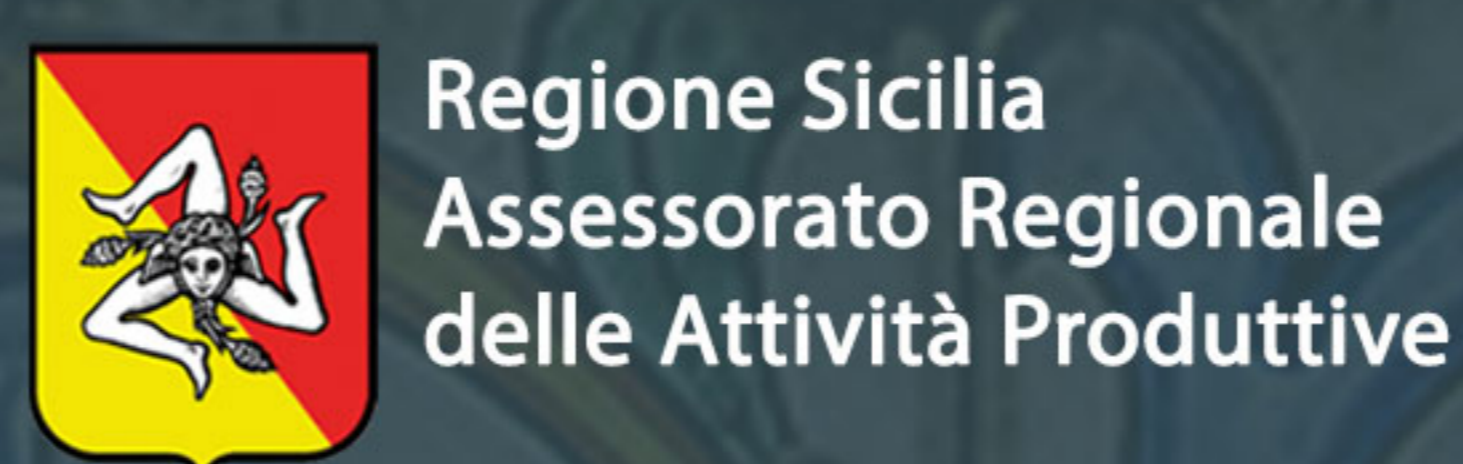 Regione Sicilia
Assessorato Regionale
delle Attività Produttive